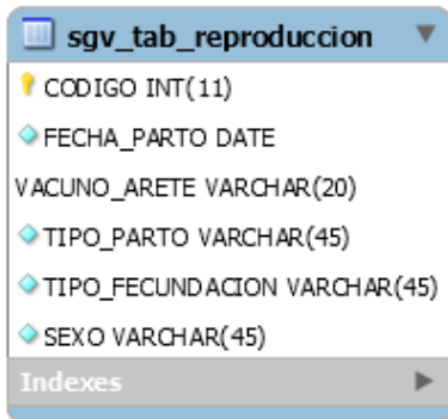 sgv_tab_reproduccion
CODIGO INT(11)
FECHA_PARTO DATE
VACUNO_ARETE VARCHAR(20)
TIPO_PARTO VARCHAR(45)
TIPO_FECUNDACION VARCHAR(45)
SEXO VARCHAR(45)
Indexes